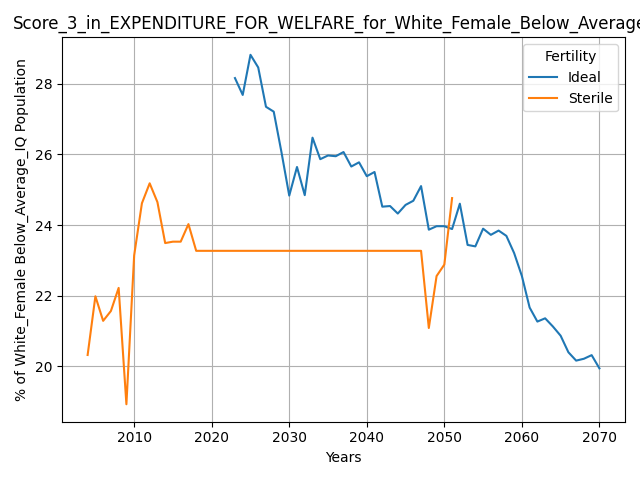 Score_3_in_EXPENDITURE_FOR_WELFARE_for_White_Female_Below_Average
% of White_Female Below_Average_IQ Population
28
26
24
22
20
Fertility
Ideal
Sterile
2010 2020 2030 2040 2050 2060 2070
Years